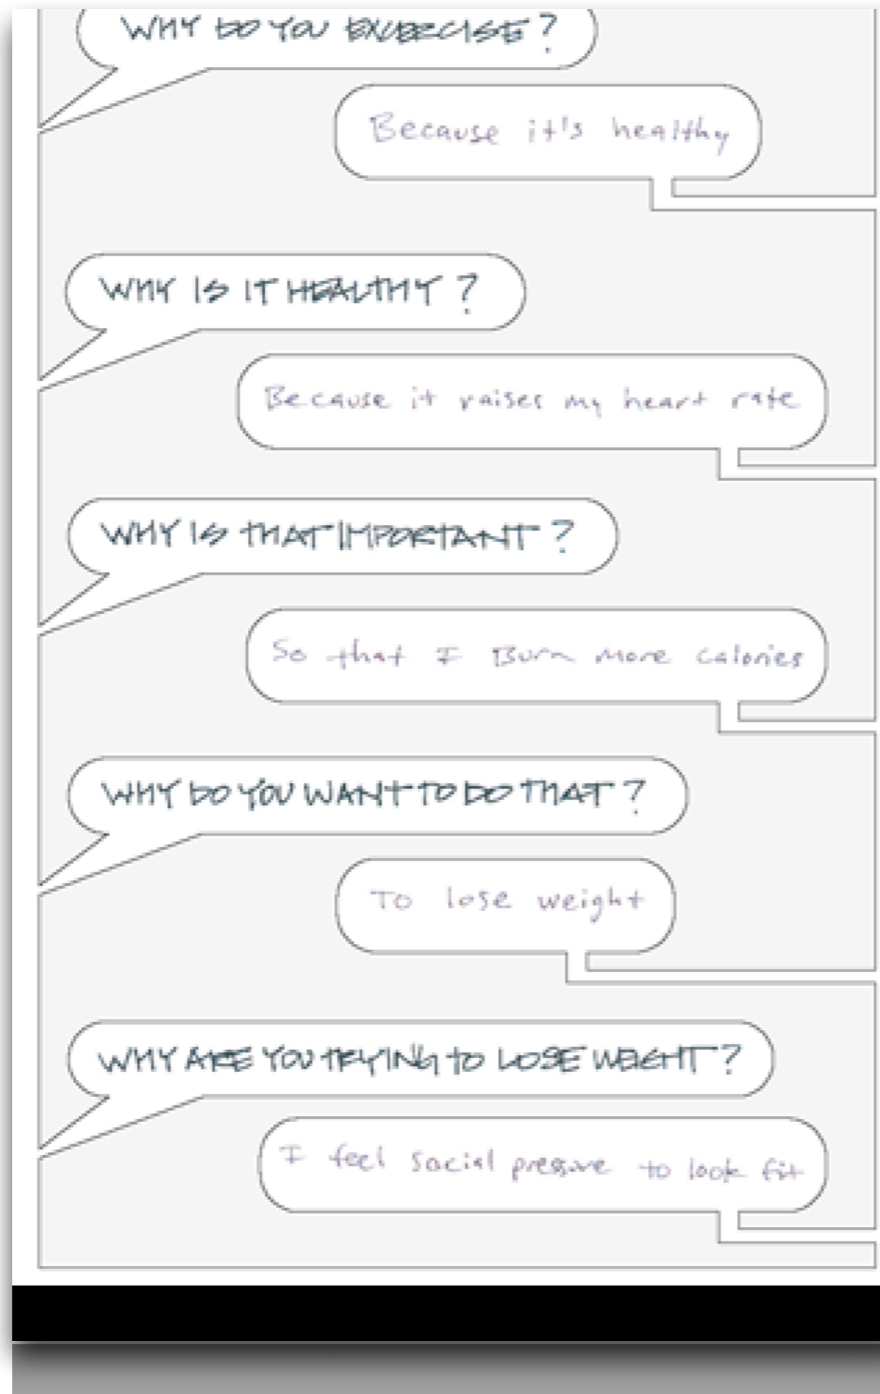 WHY DO YOU EXCERCISE?
Because it's healthy
WHY IS IT HEALTHY?
Because it raises my heart rate
WHY IS THAT IMPORTANT?
So that I Burn more calories
WHY DO YOU WANT TO DO THAT?
To lose weight
WHY ARE YOU TRYING TO LOSE WEIGHT?
I feel social pressure to look fit